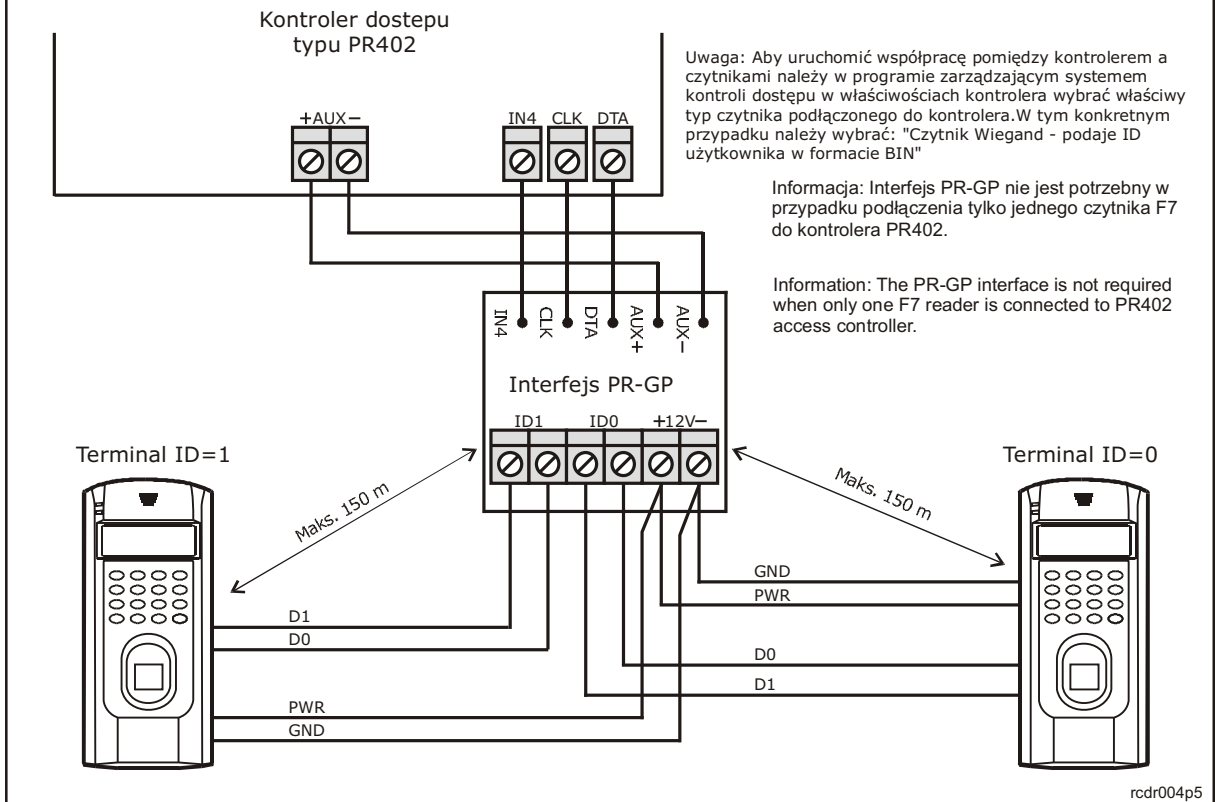 Kontroler dostepu
typu PR402
Uwaga: Aby uruchomić współpracę pomiędzy kontrolerem a
czytnikami należy w programie zarządzającym systemem
kontroli dostępu w właściwościach kontrolera wybrać właściwy
typ czytnika podłączonego do kontrolera.W tym konkretnym
przypadku należy wybrać: "Czytnik Wiegand - podaje ID
użytkownika w formacie BIN"
+AUX−
IN4 CLK DTA
Informacja: Interfejs PR-GP nie jest potrzebny w
przypadku podłączenia tylko jednego czytnika F7
do kontrolera PR402.
Information: The PR-GP interface is not required
when only one F7 reader is connected to PR402
access controller.
IN4
CLK
DTA
AUX+
AUX−
Interfejs PR-GP
ID1 ID0 +12V−
Terminal ID=1
Terminal ID=0
Maks. 150 m
Maks. 150 m
GND
PWR
D1
D0
D0
D1
PWR
GND
rcdr004p5